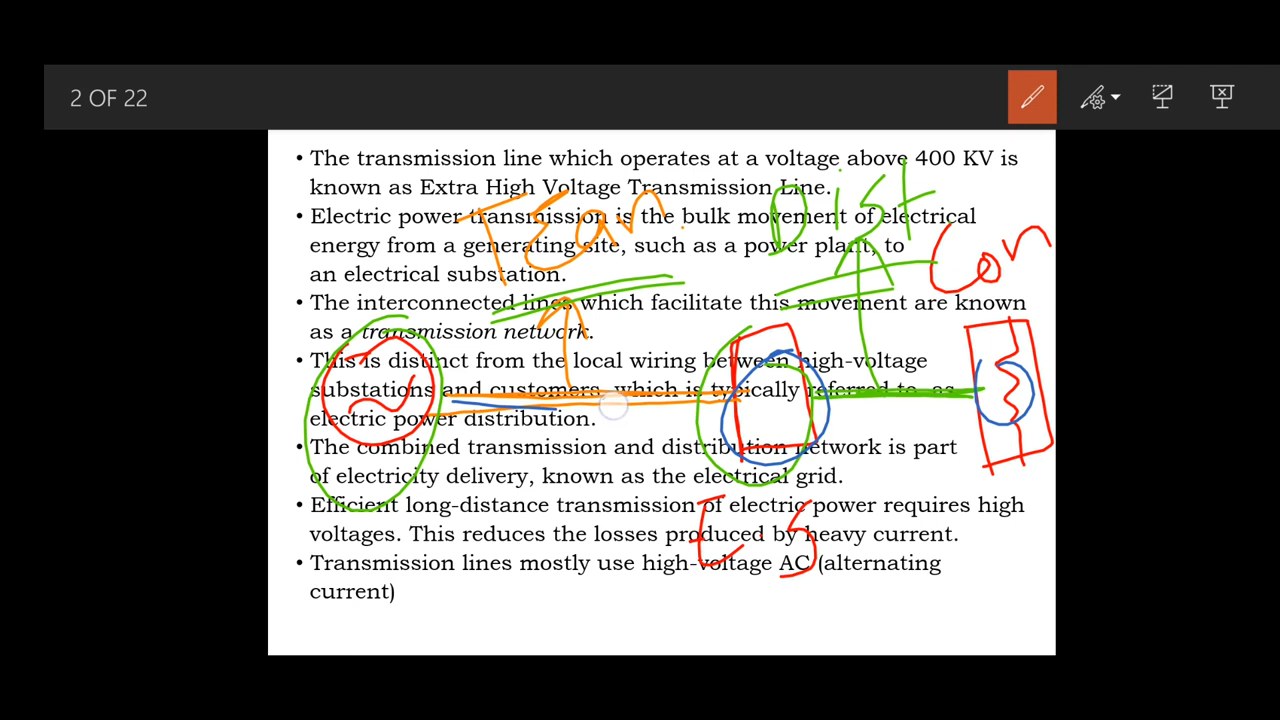 2 OF 22
• The transmission line which operates at a voltage above 400 KV is
known as Extra High Voltage Transmission Line.
• Electric power transmission is the bulk movement of electrical
energy from a generating site, such as a power plant, to
an electrical substation.
• The interconnected lines which facilitate this movement are known
as a transmission network.
• This is distinct from the local wiring between high-voltage
substations and customers, which is typically referred to as
electric power distribution.
• The combined transmission and distribution network is part
of electricity delivery, known as the electrical grid.
• Efficient long-distance transmission of electric power requires high
voltages. This reduces the losses produced by heavy current.
• Transmission lines mostly use high-voltage AC (alternating
current)
Dist
Con